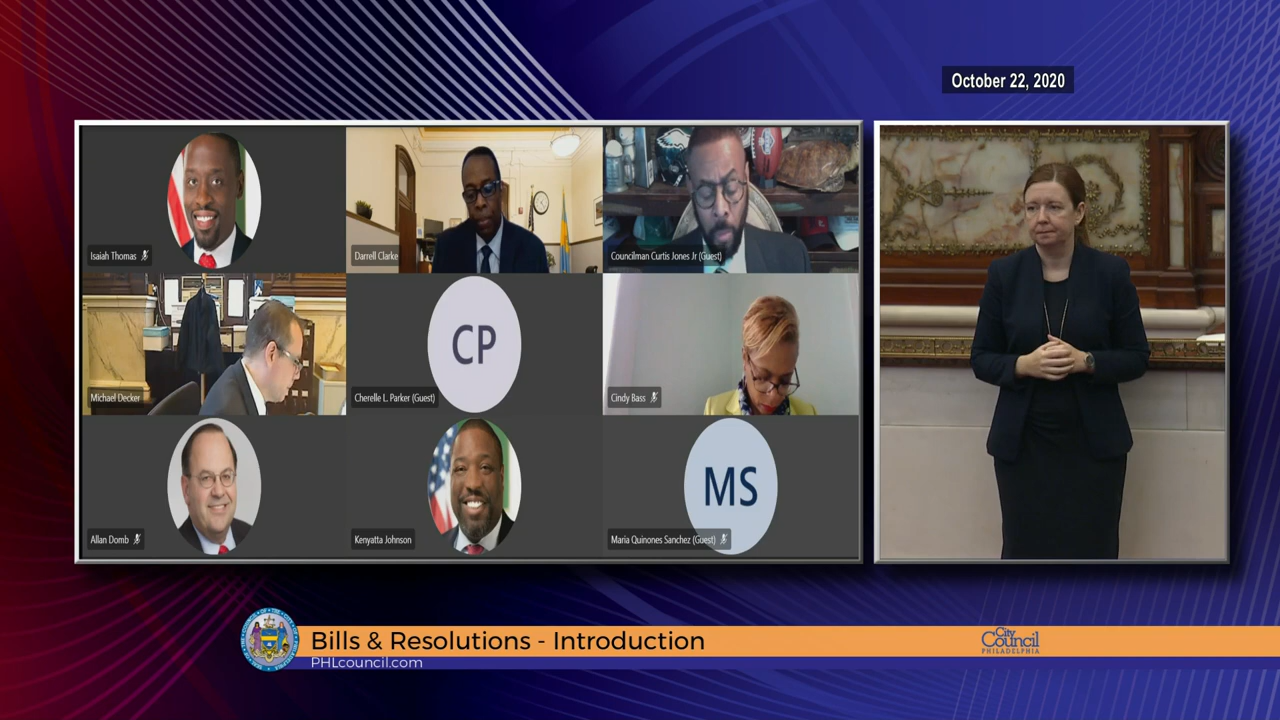 October 22, 2020
Isaiah Thomas
Darrell Clarke
Councilman Curtis Jones Jr (Guest)
Michael Decker
CP
Cherelle L. Parker (Guest)
Cindy Bass
Allan Domb
Kenyatta Johnson
MS
Maria Quinones Sanchez (Guest)
Bills & Resolutions - Introduction
PHLcouncil.com
City
Council
PHILADELPHIA